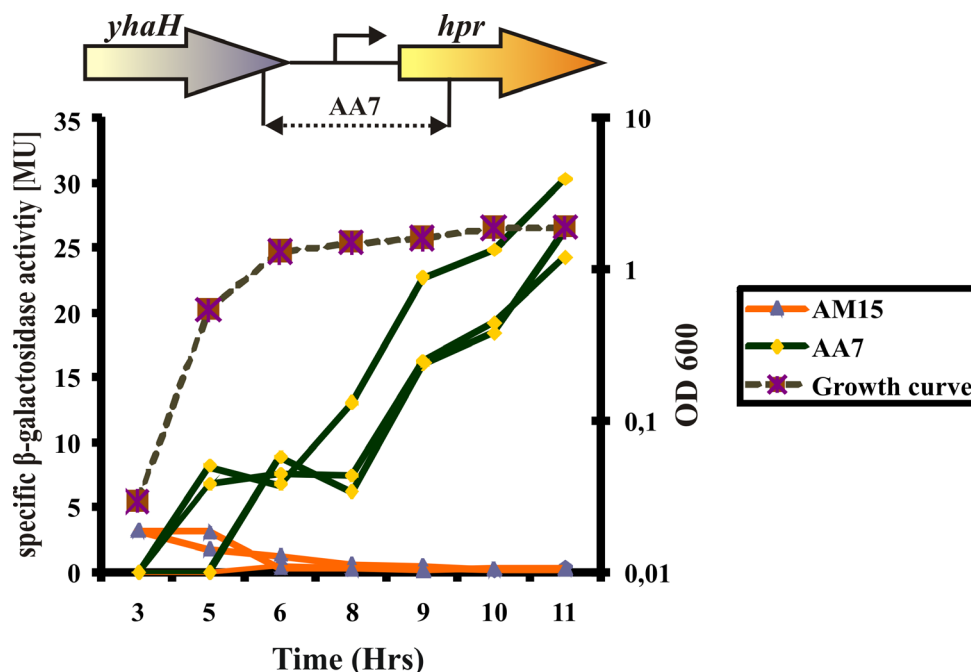 yhaH
hpr
AA7
specific β-galactosidase activtiy [MU]
35
30
25
20
15
10
5
0
10
1
0,1
0,01
OD 600
3 5 6 8 9 10 11
Time (Hrs)
AM15
AA7
Growth curve